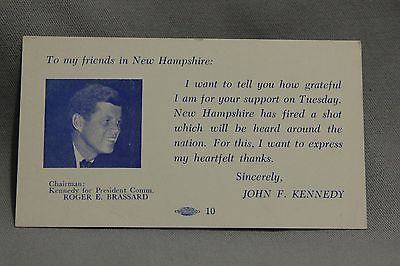 To my friends in New Hampshire:
I want to tell you how grateful
I am for your support on Tuesday.
New Hampshire has fired a shot
which will be heard around the
nation. For this, I want to express
my heartfelt thanks.
Sincerely,
JOHN F. KENNEDY
Chairman:
Kennedy for President Comm.
ROGER E. BRASSARD
10